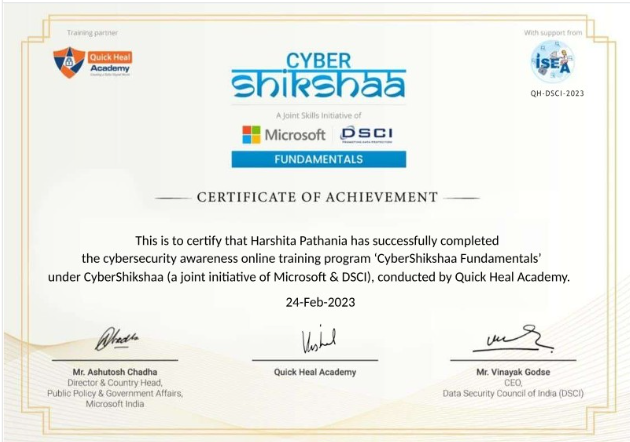 Training partner
Quick Heal
Academy
With support from
iSEA
QH-DSCI-2023
CYBER
shikshaa
A Joint Skills Initiative of
Microsoft DSCI
PROMOTING DATA PROTECTION
FUNDAMENTALS
CERTIFICATE OF ACHIEVEMENT
This is to certify that Harshita Pathania has successfully completed
the cybersecurity awareness online training program ‘CyberShikshaa Fundamentals’
under CyberShikshaa (a joint initiative of Microsoft & DSCI), conducted by Quick Heal Academy.
24-Feb-2023
Mr. Ashutosh Chadha
Director & Country Head,
Public Policy & Government Affairs,
Microsoft India
Quick Heal Academy
Mr. Vinayak Godse
CEO,
Data Security Council of India (DSCI)